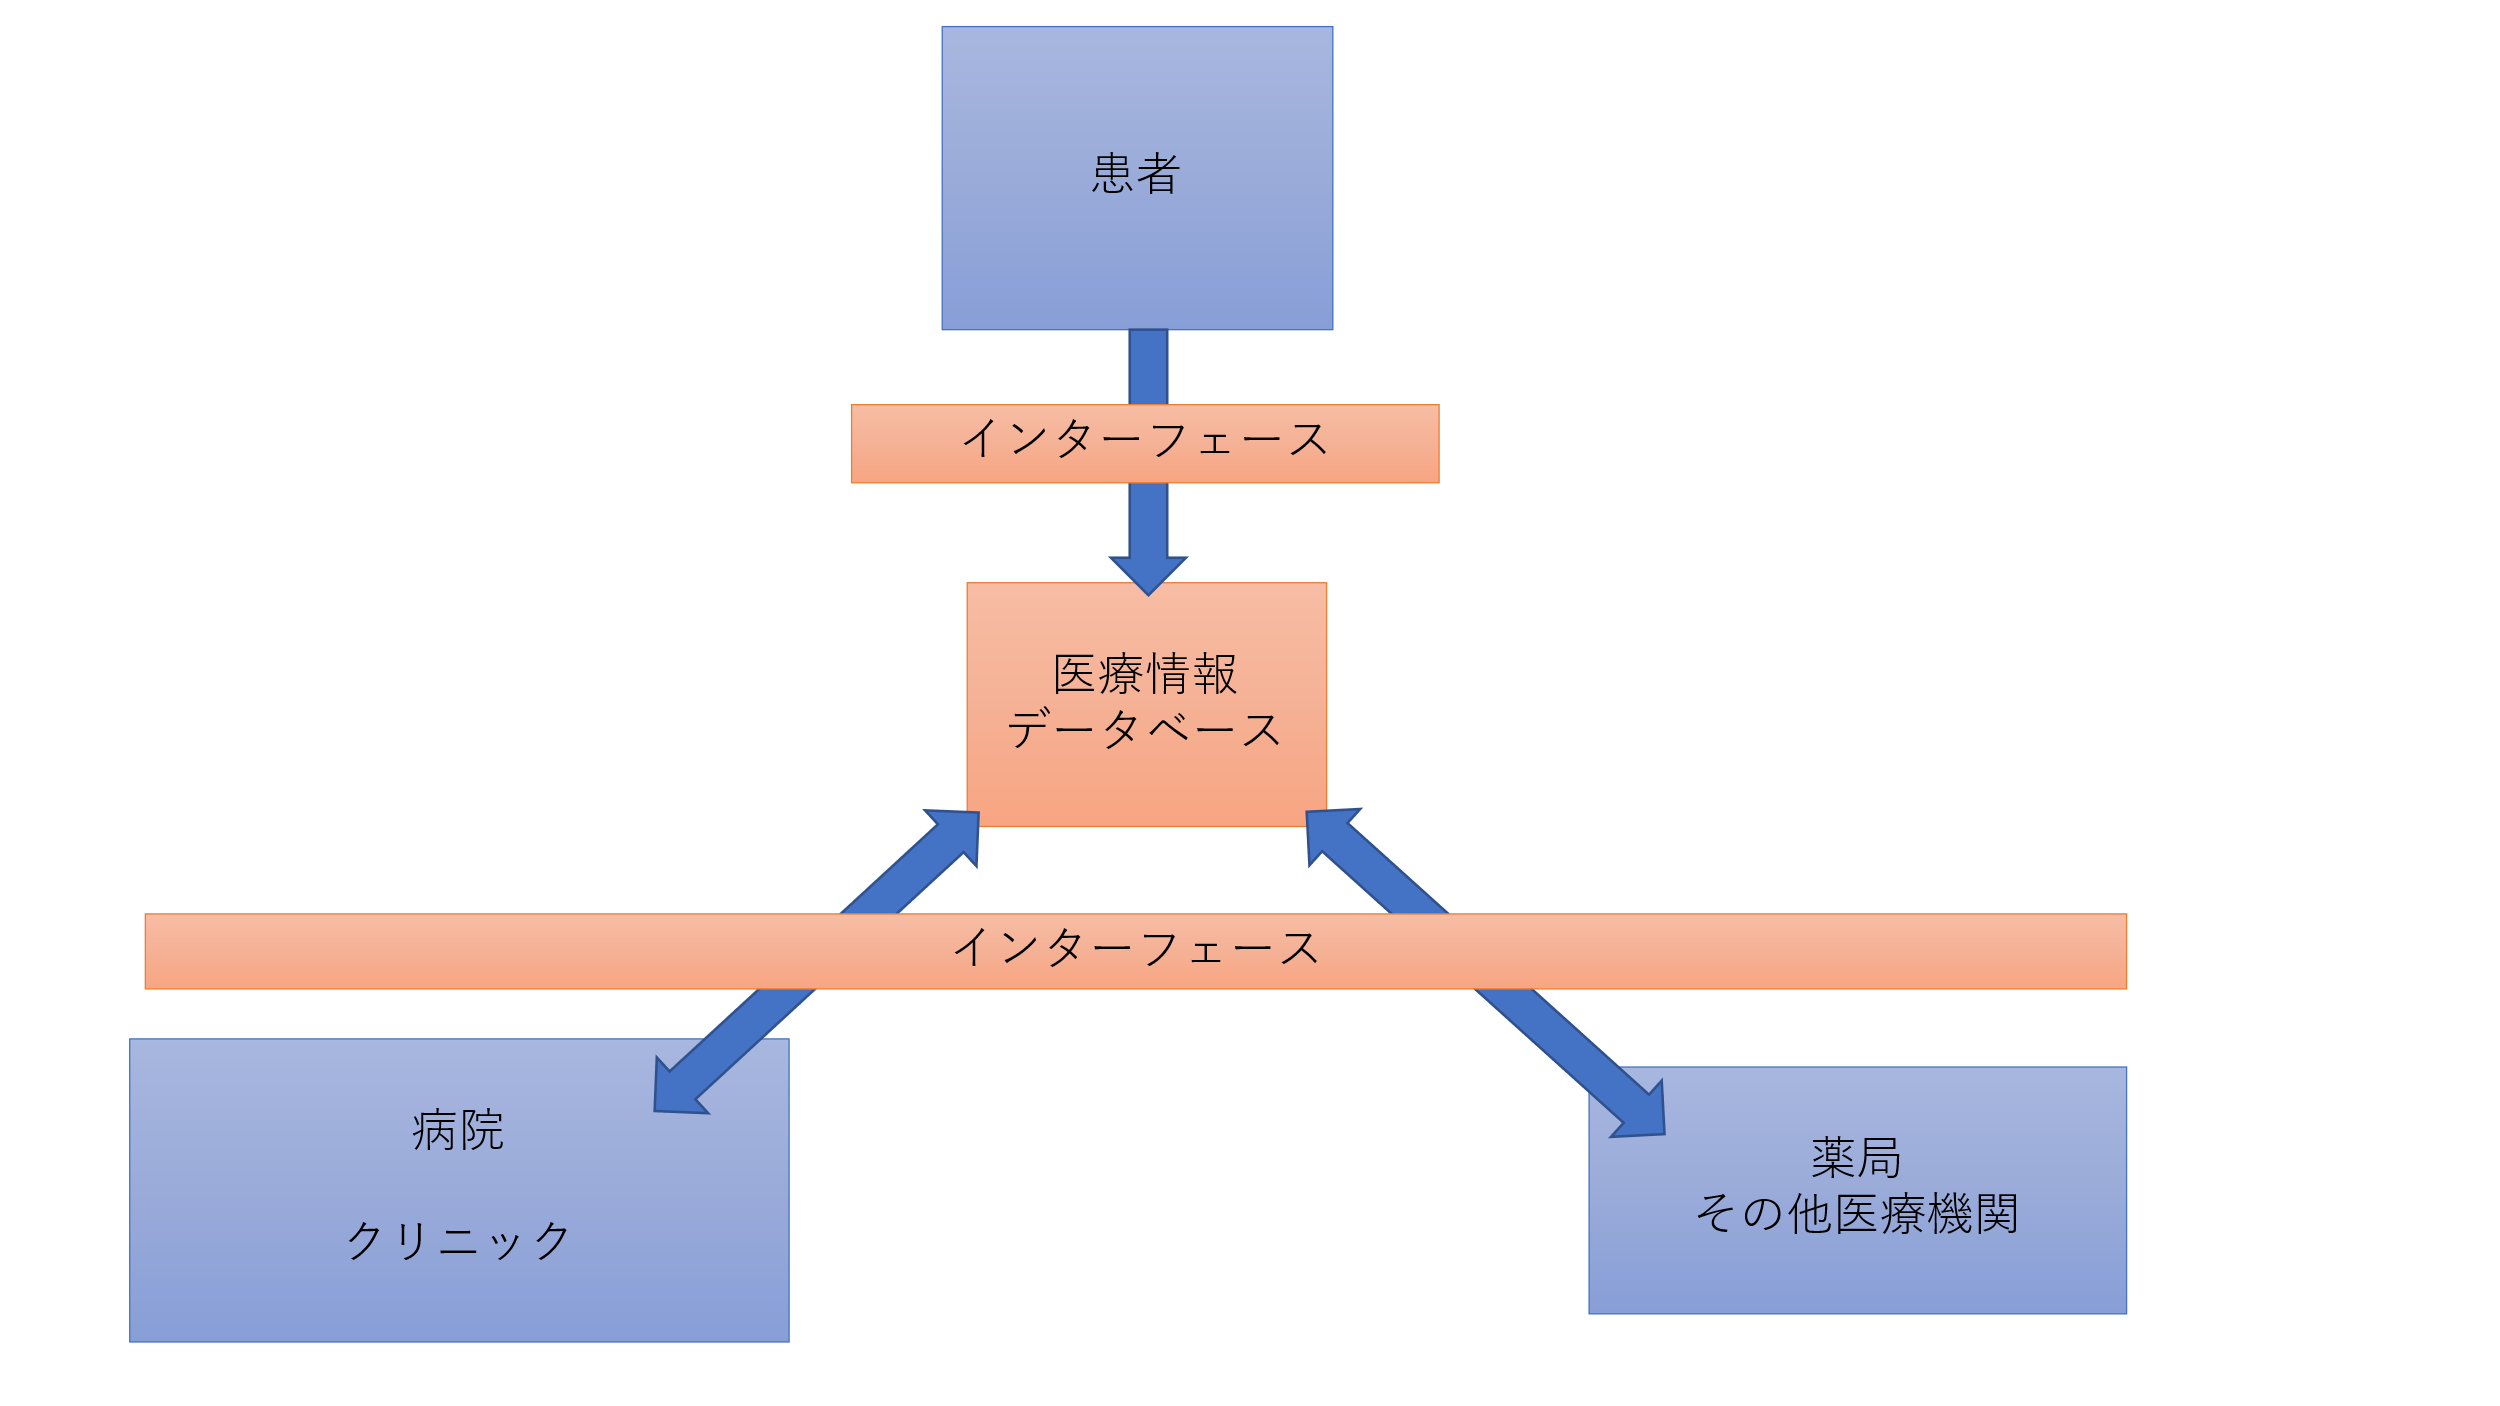 患者
インターフェース
医療情報
データベース
インターフェース
病院
クリニック
薬局
その他医療機関